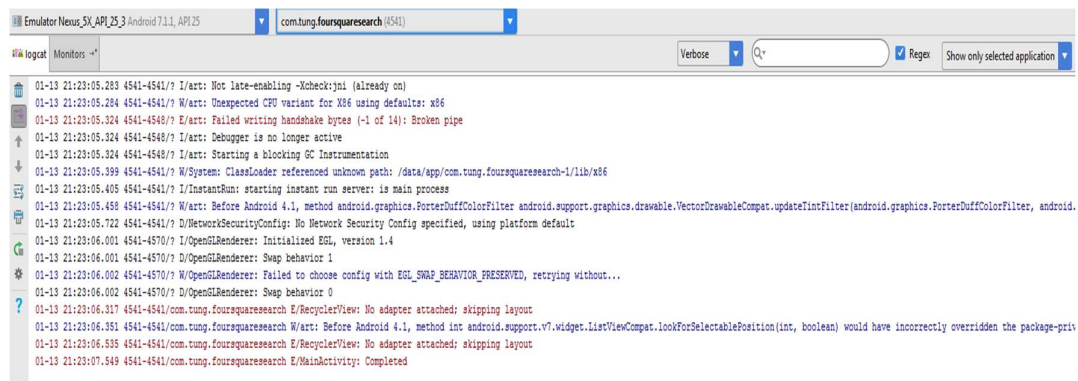 Emulator Nexus_5X_API_25_3 Android 7.1.1, API 25 com.tung.foursquaresearch (4541)
logcat Monitors Verbose Regex Show only selected application
01-13 21:23:05.283 4541-4541/? I/art: Not late-enabling -Xcheck:jni (already on)
01-13 21:23:05.284 4541-4541/? W/art: Unexpected CPU variant for X86 using defaults: x86
01-13 21:23:05.324 4541-4548/? E/art: Failed writing handshake bytes (-1 of 14): Broken pipe
01-13 21:23:05.324 4541-4548/? I/art: Debugger is no longer active
01-13 21:23:05.324 4541-4548/? I/art: Starting a blocking GC Instrumentation
01-13 21:23:05.399 4541-4541/? W/System: ClassLoader referenced unknown path: /data/app/com.tung.foursquaresearch-1/lib/x86
01-13 21:23:05.405 4541-4541/? I/InstantRun: starting instant run server: is main process
01-13 21:23:05.458 4541-4541/? W/art: Before Android 4.1, method android.graphics.PorterDuffColorFilter android.support.graphics.drawable.VectorDrawableCompat.updateTintFilter(android.graphics.PorterDuffColorFilter, android.
01-13 21:23:05.722 4541-4541/? D/NetworkSecurityConfig: No Network Security Config specified, using platform default
01-13 21:23:06.001 4541-4570/? I/OpenGLRenderer: Initialized EGL, version 1.4
01-13 21:23:06.001 4541-4570/? D/OpenGLRenderer: Swap behavior 1
01-13 21:23:06.002 4541-4570/? W/OpenGLRenderer: Failed to choose config with EGL_SWAP_BEHAVIOR_PRESERVED, retrying without...
01-13 21:23:06.002 4541-4570/? D/OpenGLRenderer: Swap behavior 0
01-13 21:23:06.317 4541-4541/com.tung.foursquaresearch E/RecyclerView: No adapter attached; skipping layout
01-13 21:23:06.351 4541-4541/com.tung.foursquaresearch W/art: Before Android 4.1, method int android.support.v7.widget.ListViewCompat.lookForSelectablePosition(int, boolean) would have incorrectly overridden the package-priv
01-13 21:23:06.535 4541-4541/com.tung.foursquaresearch E/RecyclerView: No adapter attached; skipping layout
01-13 21:23:07.549 4541-4541/com.tung.foursquaresearch E/MainActivity: Completed